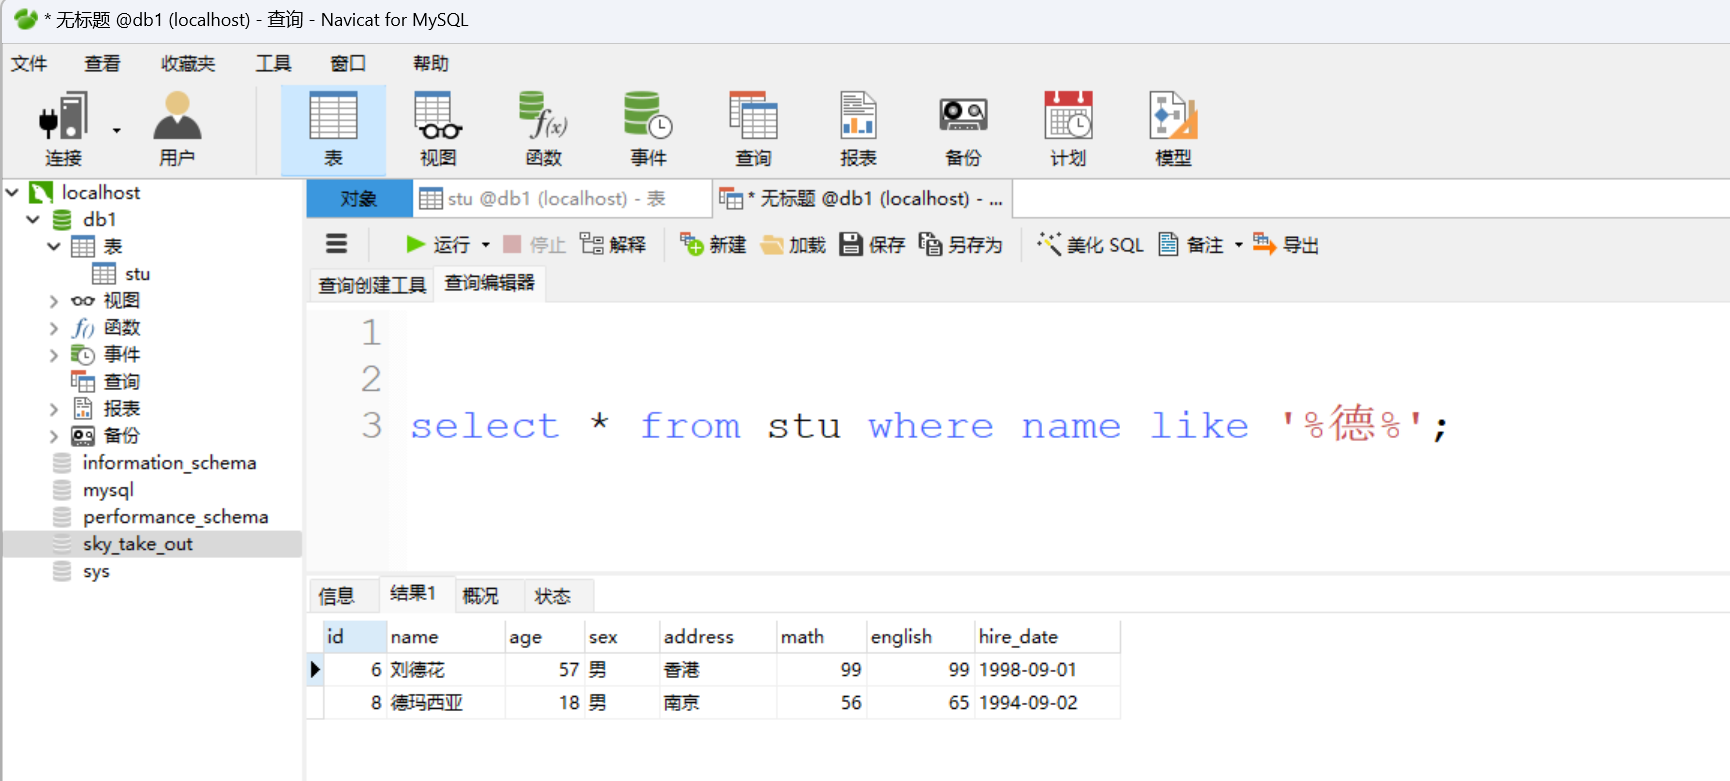 * 无标题 @db1 (localhost) - 查询 - Navicat for MySQL
文件 查看 收藏夹 工具 窗口 帮助
连接 用户 表 视图 函数 事件 查询 报表 备份 计划 模型
localhost
db1
表
stu
视图
函数
事件
查询
报表
备份
information_schema
mysql
performance_schema
sky_take_out
sys
对象 stu @db1 (localhost) - 表 * 无标题 @db1 (localhost) - ...
运行 停止 解释 新建 加载 保存 另存为 美化 SQL 备注 导出
查询创建工具 查询编辑器
1
2
3 select * from stu where name like '%德%';
信息 结果1 概况 状态
id name age sex address math english hire_date
6 刘德花 57 男 香港 99 99 1998-09-01
8 德玛西亚 18 男 南京 56 65 1994-09-02